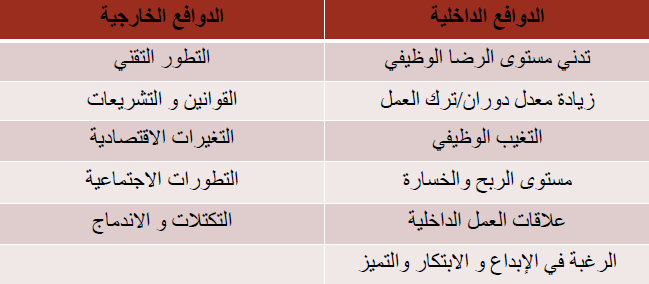 الدوافع الداخلية	الدوافع الخارجية
تدني مستوى الرضا الوظيفي	التطور التقني
زيادة معدل دوران/ترك العمل	القوانين و التشريعات
التغيب الوظيفي	التغيرات الاقتصادية
مستوى الربح والخسارة	التطورات الاجتماعية
علاقات العمل الداخلية	التكتلات و الاندماج
الرغبة في الإبداع و الابتكار والتميز